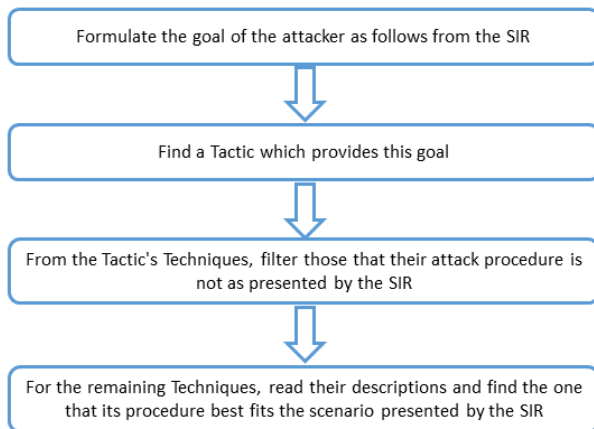 Formulate the goal of the attacker as follows from the SIR
Find a Tactic which provides this goal
From the Tactic's Techniques, filter those that their attack procedure is
not as presented by the SIR
For the remaining Techniques, read their descriptions and find the one
that its procedure best fits the scenario presented by the SIR